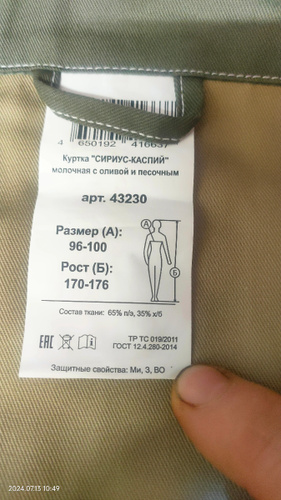 4 650192 416637
Куртка "СИРИУС-КАСПИЙ"
молочная с оливой и песочным
арт. 43230
Размер (А):
96-100
Рост (Б):
170-176
А
Б
Состав ткани: 65% п/э, 35% х/б
EAC
ТР ТС 019/2011
ГОСТ 12.4.280-2014
Защитные свойства: Ми, З, ВО
2024.07.15 10:49